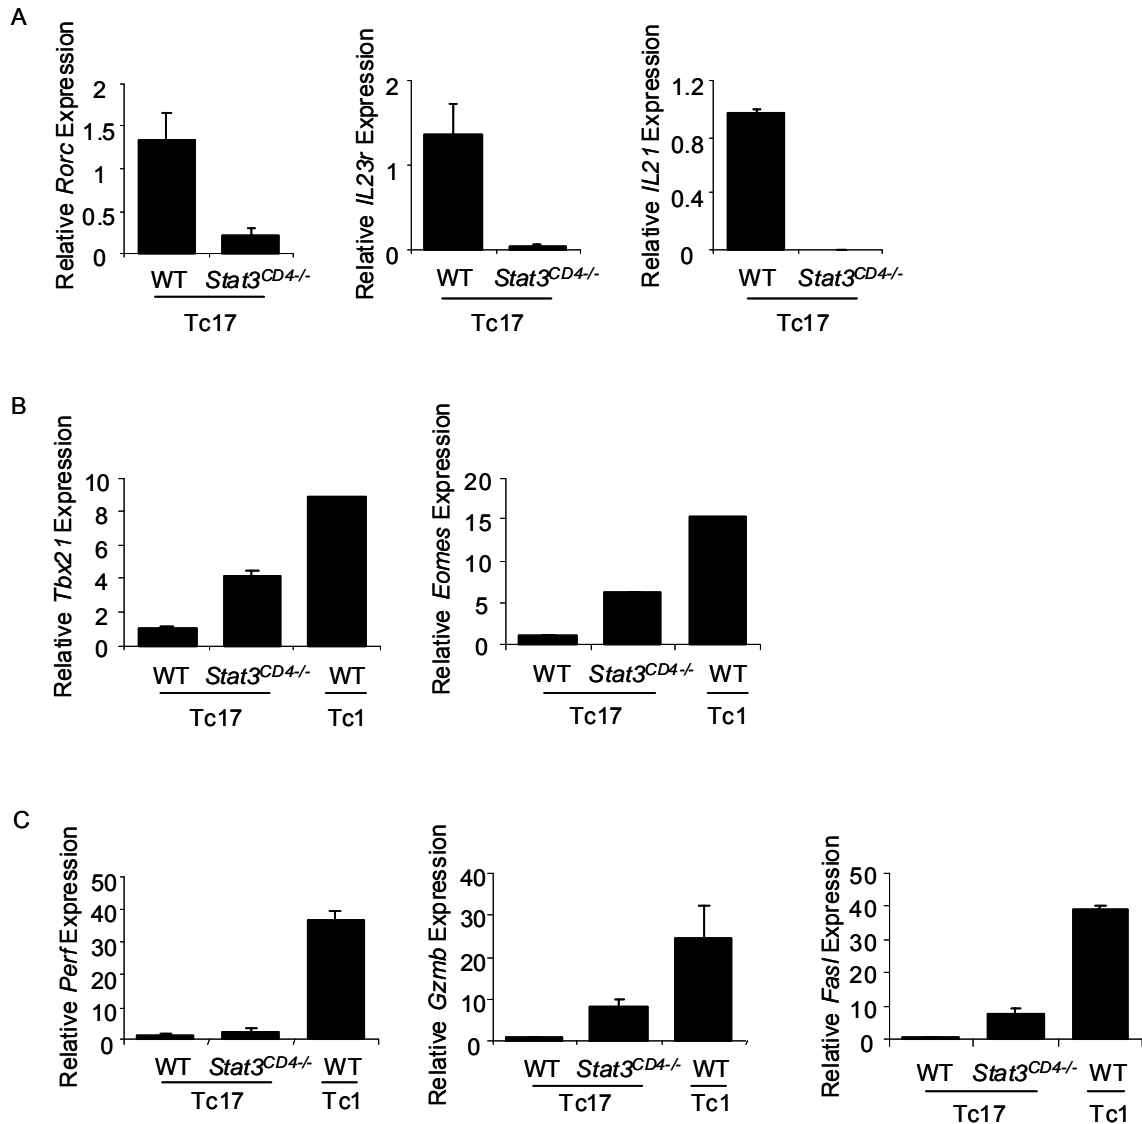 A
Relative Rorc Expression
2
1.5
1
0.5
0
WT Stat3CD4-/-
Tc17
Relative IL23r Expression
2
1
0
WT Stat3CD4-/-
Tc17
Relative IL21 Expression
1.2
0.8
0.4
0
WT Stat3CD4-/-
Tc17
B
Relative Tbx21 Expression
10
8
6
4
2
0
WT Stat3CD4-/- WT
Tc17 Tc1
Relative Eomes Expression
20
15
10
5
0
WT Stat3CD4-/- WT
Tc17 Tc1
C
Relative Perf Expression
50
40
30
20
10
0
WT Stat3CD4-/- WT
Tc17 Tc1
Relative Gzmb Expression
40
30
20
10
0
WT Stat3CD4-/- WT
Tc17 Tc1
Relative Fasl Expression
50
40
30
20
10
0
WT Stat3CD4-/- WT
Tc17 Tc1